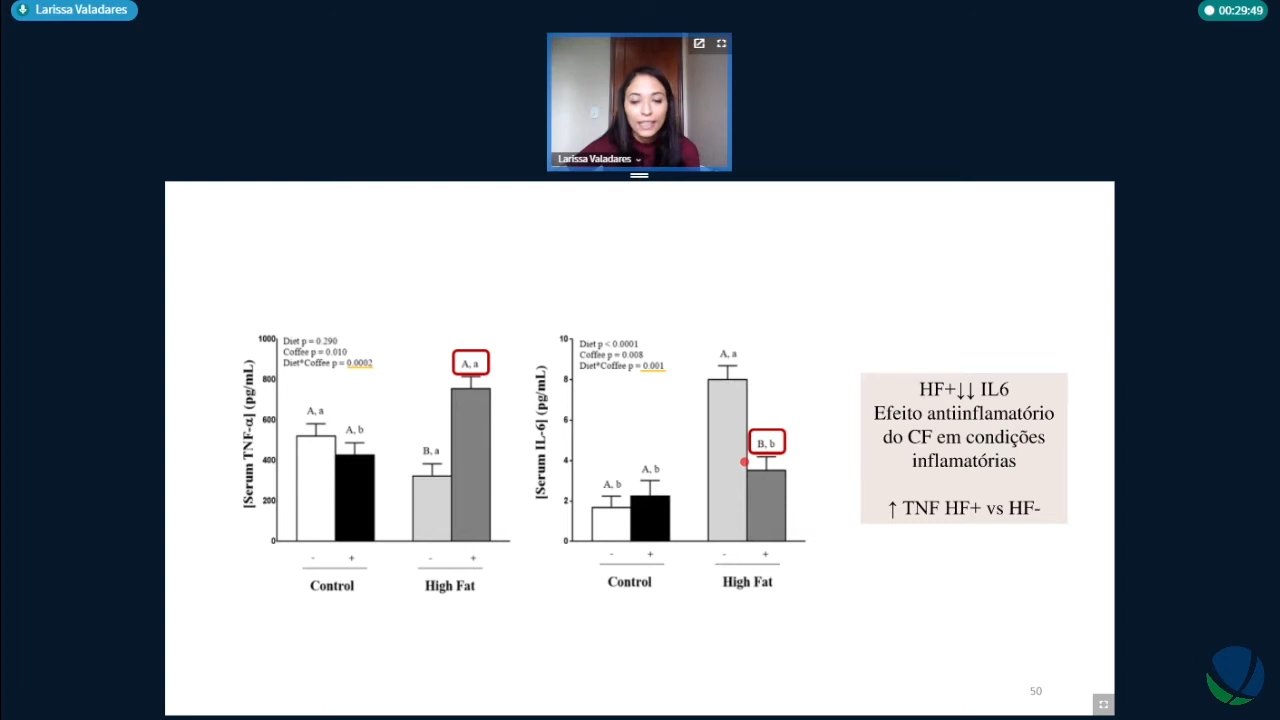 Larissa Valadares
00:29:49
Larissa Valadares
[Serum TNF-α] (pg/mL)
1000
800
600
400
200
0
Diet p = 0.290
Coffee p = 0.010
Diet*Coffee p = 0.0002
A, a
A, b
B, a
A, a
-
+
-
+
Control
High Fat
[Serum IL-6] (pg/mL)
10
8
6
4
2
0
Diet p < 0.0001
Coffee p = 0.008
Diet*Coffee p = 0.001
A, b
A, b
A, a
B, b
-
+
-
+
Control
High Fat
HF+↓↓ IL6
Efeito antiinflamatório
do CF em condições
inflamatórias
↑ TNF HF+ vs HF-
50